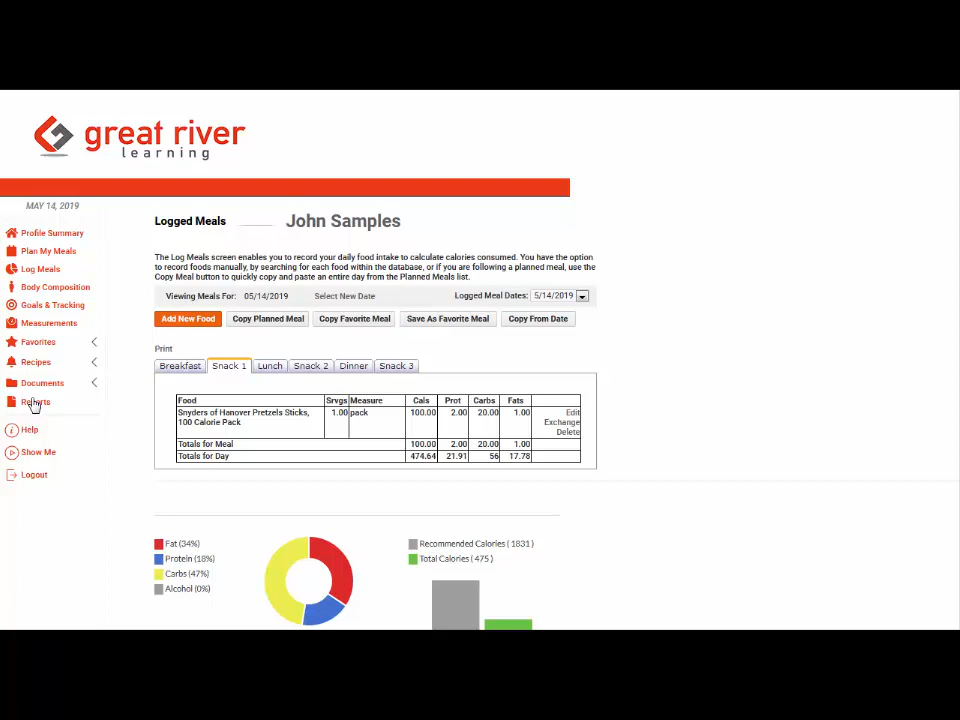 great river
learning
MAY 14, 2019
Profile Summary
Plan My Meals
Log Meals
Body Composition
Goals & Tracking
Measurements
Favorites
Recipes
Documents
Reports
Help
Show Me
Logout
Logged Meals
John Samples
The Log Meals screen enables you to record your daily food intake to calculate calories consumed. You have the option
to record foods manually, by searching for each food within the database, or if you are following a planned meal, use the
Copy Meal button to quickly copy and paste an entire day from the Planned Meals list.
Viewing Meals For: 05/14/2019 Select New Date Logged Meal Dates: 5/14/2019
Add New Food Copy Planned Meal Copy Favorite Meal Save As Favorite Meal Copy From Date
Print
Breakfast Snack 1 Lunch Snack 2 Dinner Snack 3
Food Srvgs Measure Cals Prot Carbs Fats
Snyders of Hanover Pretzels Sticks, 1.00 pack 100.00 2.00 20.00 1.00 Edit
100 Calorie Pack Exchange
Delete
Totals for Meal 100.00 2.00 20.00 1.00
Totals for Day 474.64 21.91 56 17.78
Fat (34%)
Protein (18%)
Carbs (47%)
Alcohol (0%)
Recommended Calories ( 1831 )
Total Calories ( 475 )